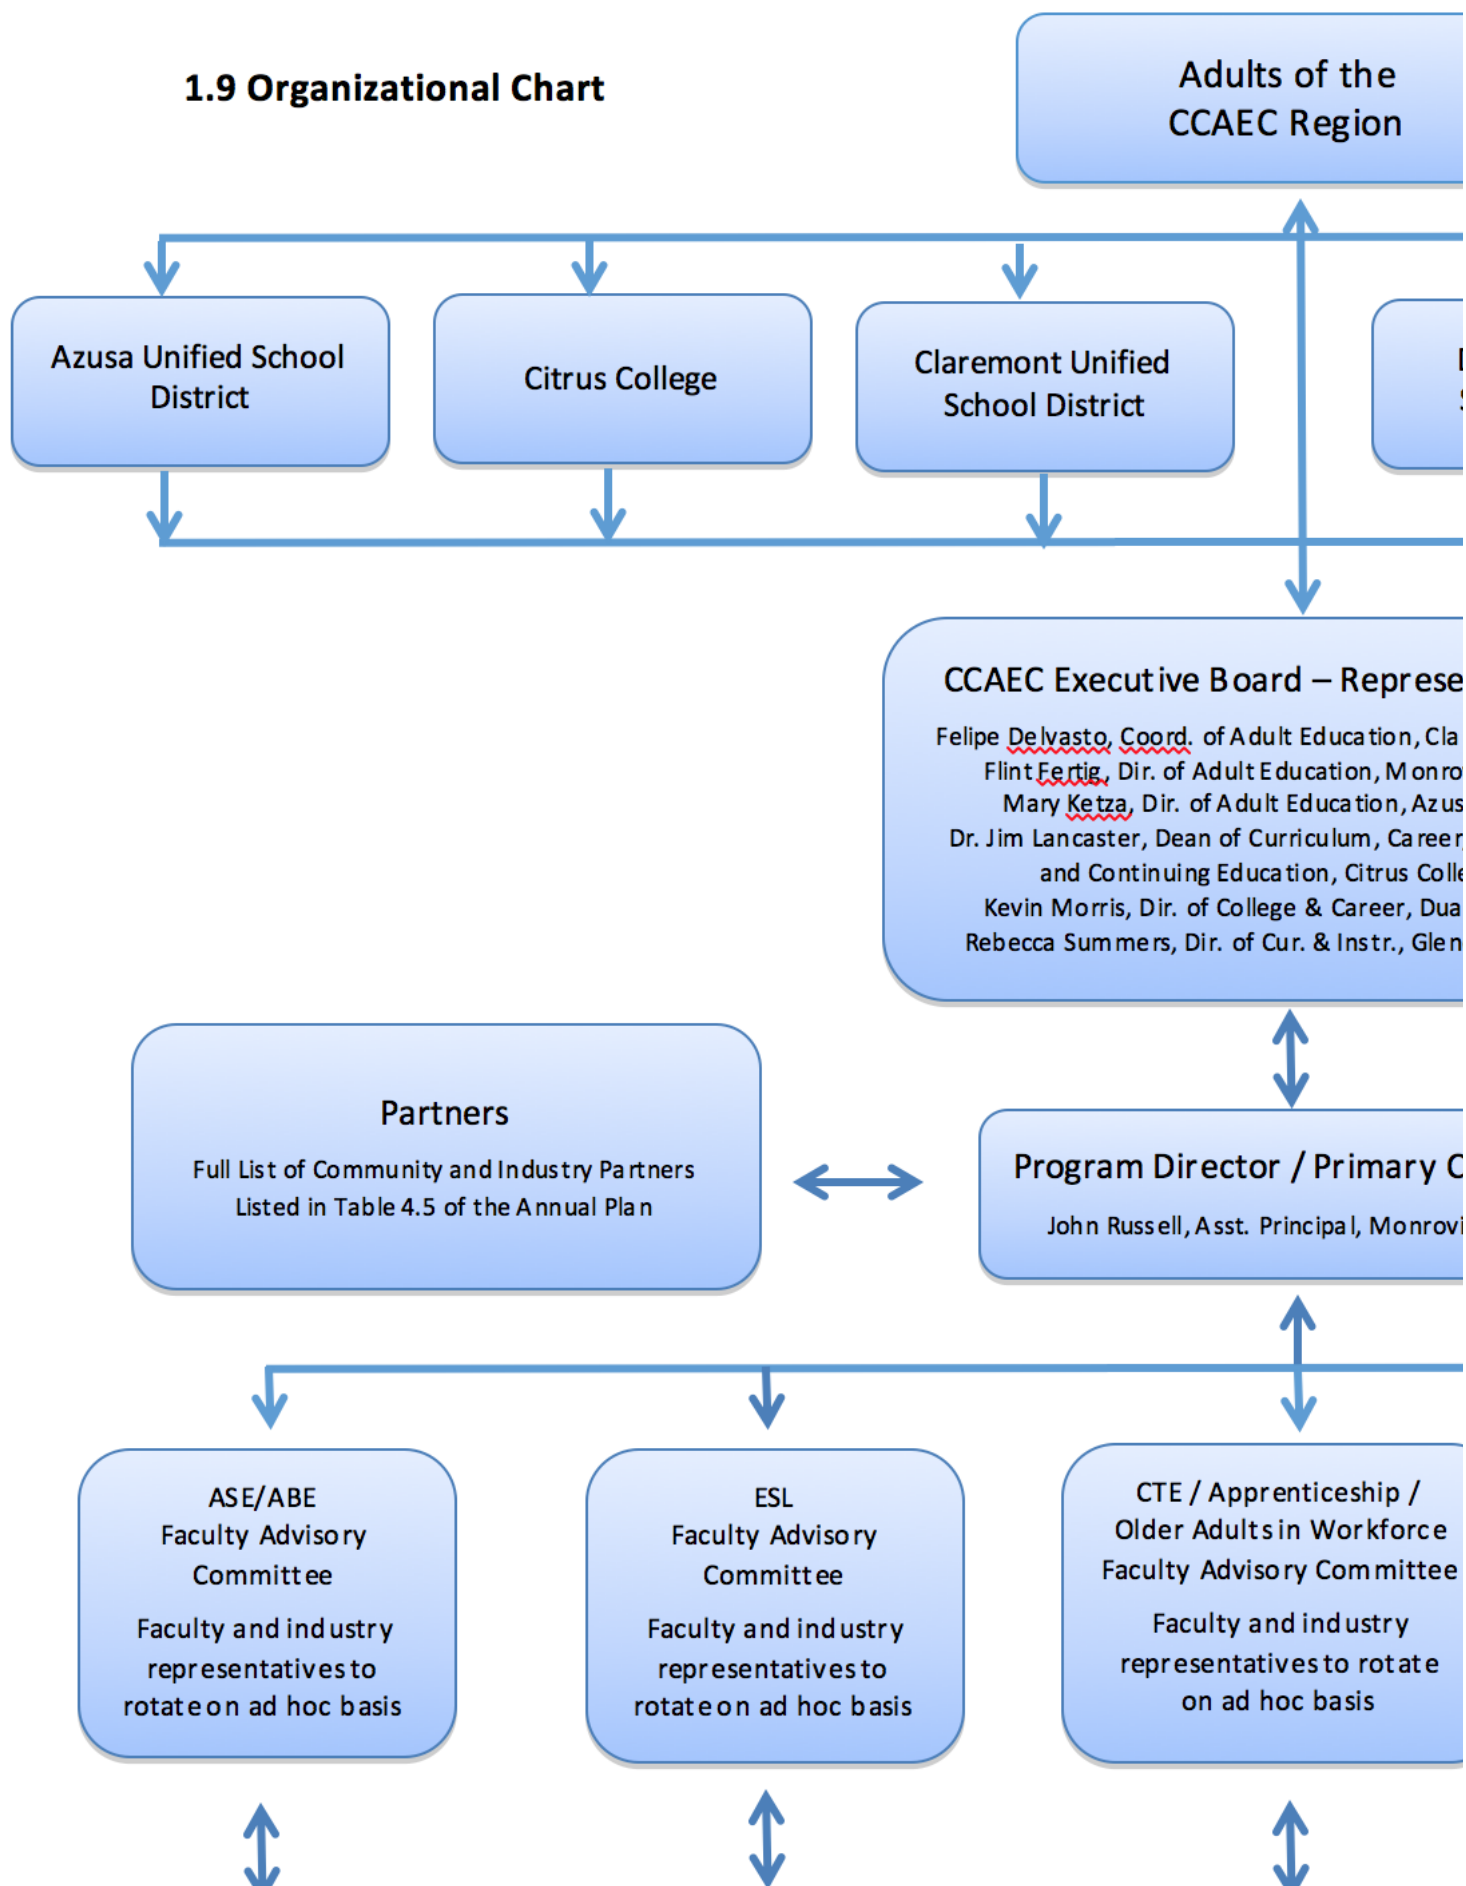 1.9 Organizational Chart
Adults of the
CCAEC Region
Azusa Unified School
District
Citrus College
Claremont Unified
School District
CCAEC Executive Board – Represe
Felipe Delvasto, Coord. of Adult Education, Cla
Flint Fertig, Dir. of Adult Education, Monro
Mary Ketza, Dir. of Adult Education, Azus
Dr. Jim Lancaster, Dean of Curriculum, Career,
and Continuing Education, Citrus Colle
Kevin Morris, Dir. of College & Career, Dua
Rebecca Summers, Dir. of Cur. & Instr., Glen
Partners
Full List of Community and Industry Partners
Listed in Table 4.5 of the Annual Plan
Program Director / Primary C
John Russell, Asst. Principal, Monrovi
ASE/ABE
Faculty Advisory
Committee
Faculty and industry
representatives to
rotate on ad hoc basis
ESL
Faculty Advisory
Committee
Faculty and industry
representatives to
rotate on ad hoc basis
CTE / Apprenticeship /
Older Adults in Workforce
Faculty Advisory Committee
Faculty and industry
representatives to rotate
on ad hoc basis